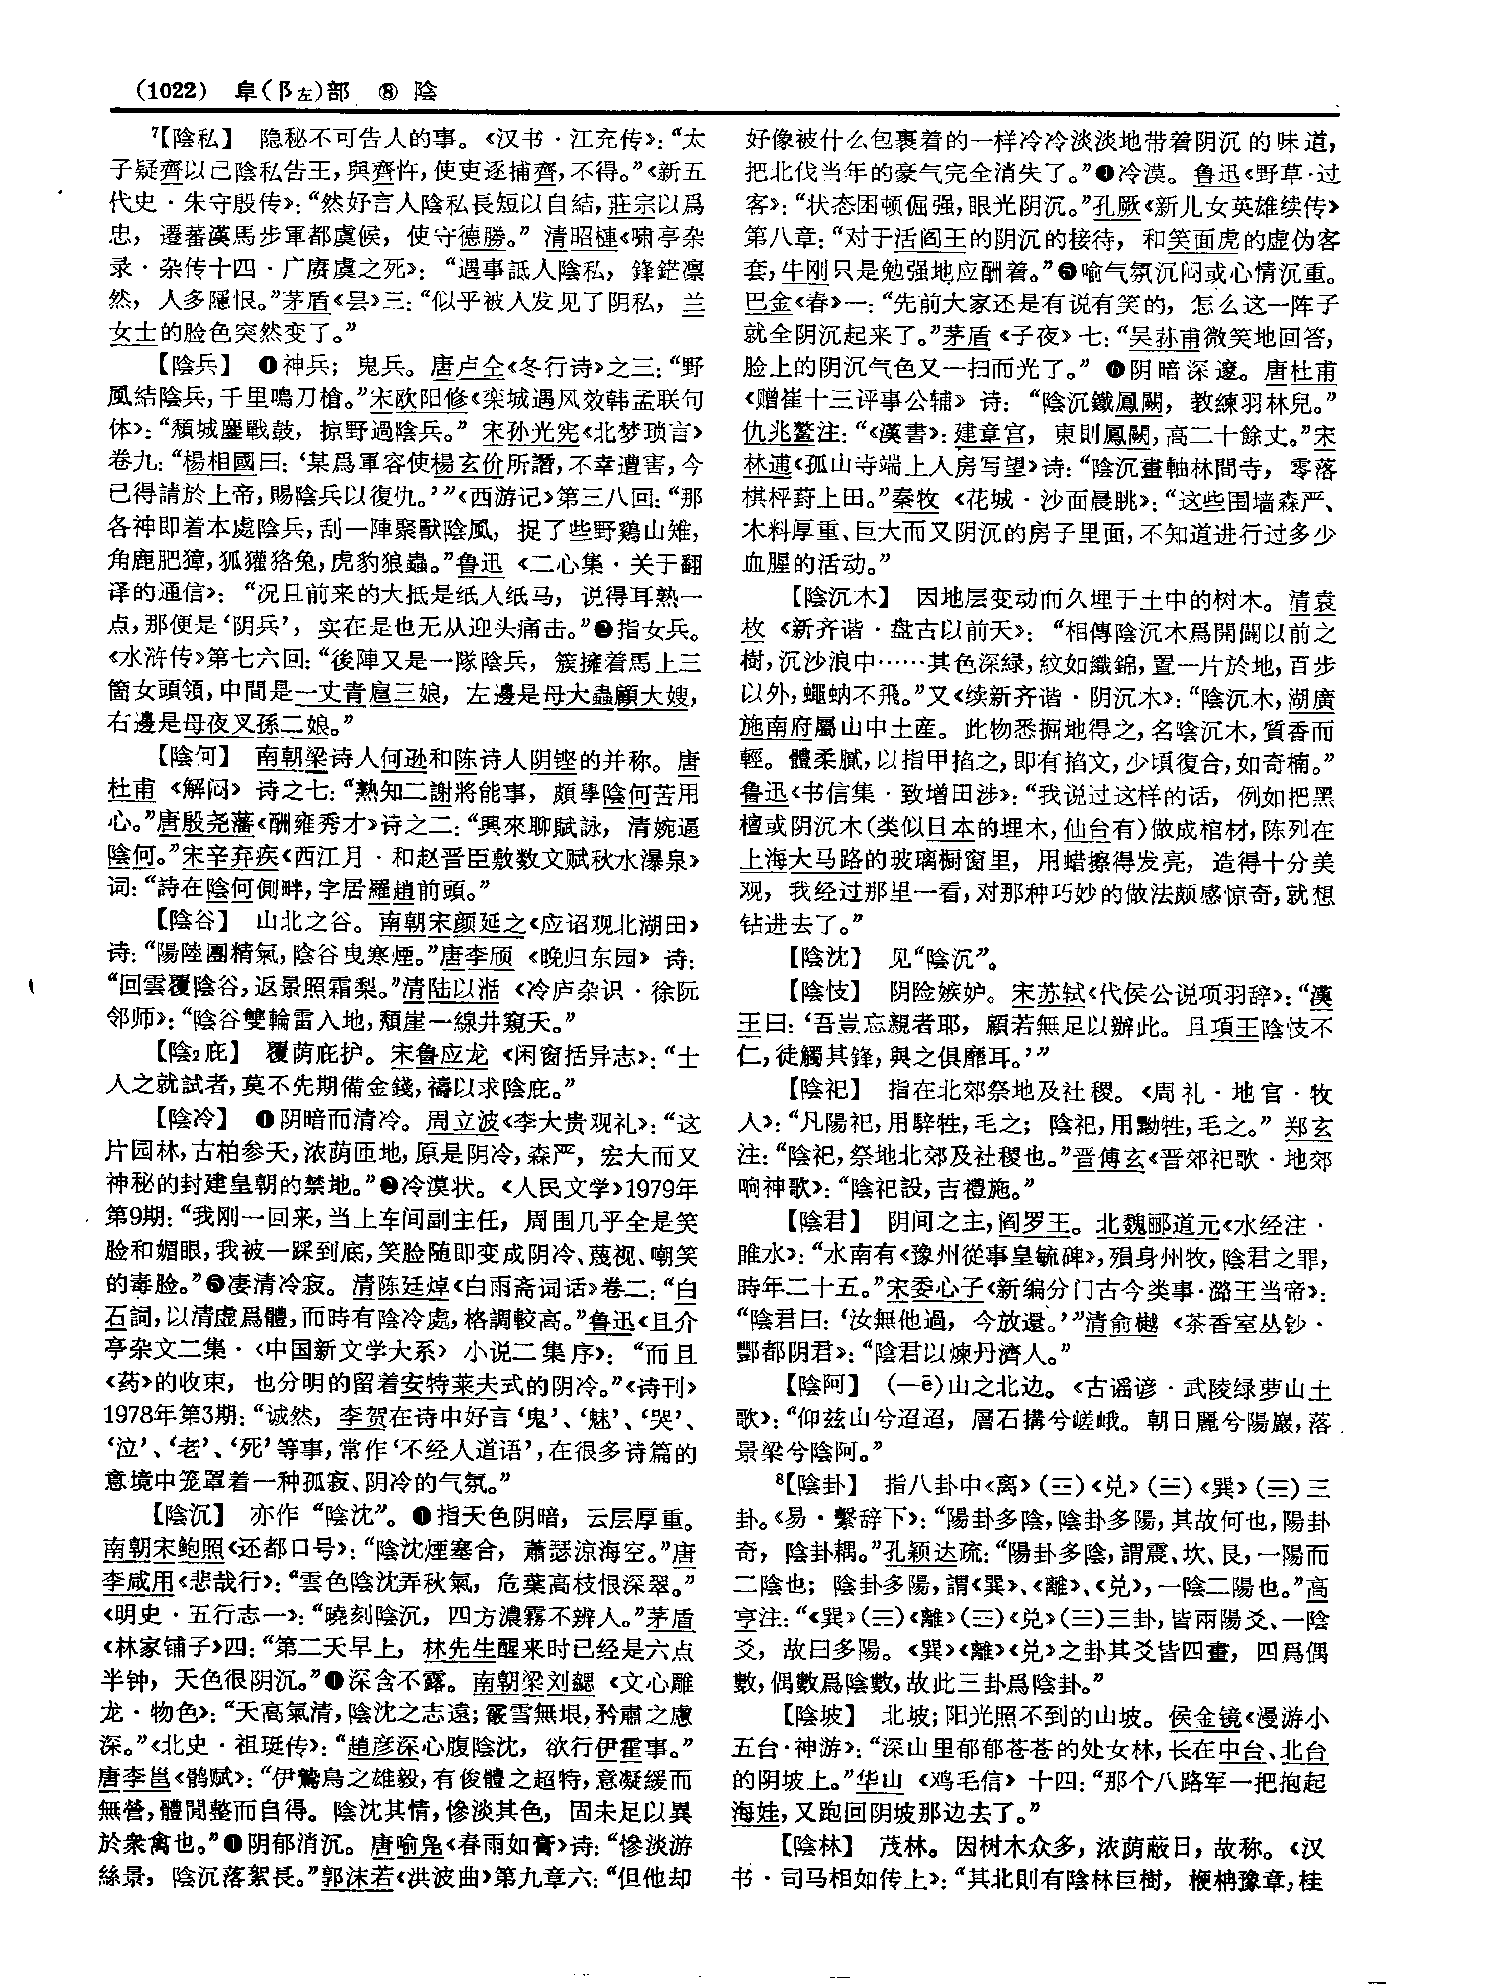 (1022) 阜(阝左)部 ⑧ 陰
⁷【陰私】 隐秘不可告人的事。《汉书·江充传》：“太
子疑齊以己陰私告王，與齊忤，使吏逐捕齊，不得。”《新五
代史·朱守殷传》：“然好言人陰私長短以自結，莊宗以爲
忠，遷蕃漢馬步軍都虞候，使守德勝。”清昭槤《啸亭杂
录·杂传十四·广赓虞之死》：“遇事詆人陰私，鋒鋩凛
然，人多隱恨。”茅盾《昙》三：“似乎被人发见了阴私，兰
女士的脸色突然变了。”
【陰兵】 ❶神兵；鬼兵。唐卢仝《冬行诗》之三：“野
風結陰兵，千里鳴刀槍。”宋欧阳修《栾城遇风效韩孟联句
体》：“頹城鏖戰鼓，掠野過陰兵。”宋孙光宪《北梦琐言》
卷九：“楊相國曰：‘某爲軍容使楊玄价所譖，不幸遭害，今
已得請於上帝，賜陰兵以復仇。’”《西游记》第三八回：“那
各神即着本處陰兵，刮一陣聚獸陰風，捉了些野鷄山雉，
角鹿肥獐，狐獾狢兔，虎豹狼蟲。”鲁迅《二心集·关于翻
译的通信》：“况且前来的大抵是纸人纸马，说得耳熟一
点，那便是‘阴兵’，实在是也无从迎头痛击。”❷指女兵。
《水浒传》第七六回：“後陣又是一隊陰兵，簇擁着馬上三
箇女頭領，中間是一丈青扈三娘，左邊是母大蟲顧大嫂，
右邊是母夜叉孫二娘。”
【陰何】 南朝梁诗人何逊和陈诗人阴铿的并称。唐
杜甫《解闷》诗之七：“熟知二謝將能事，頗學陰何苦用
心。”唐殷尧藩《酬雍秀才》诗之二：“興來聊賦詠，清婉逼
陰何。”宋辛弃疾《西江月·和赵晋臣敷文赋秋水瀑泉》
词：“詩在陰何側畔，字居羅趙前頭。”
【陰谷】 山北之谷。南朝宋颜延之《应诏观北湖田》
诗：“陽陸團精氣，陰谷曳寒煙。”唐李颀《晚归东园》诗：
“回雲覆陰谷，返景照霜梨。”清陆以湉《冷庐杂识·徐阮
邻师》：“陰谷雙輪雷入地，頹崖一線井窺天。”
【陰₂庇】 覆荫庇护。宋鲁应龙《闲窗括异志》：“士
人之就試者，莫不先期備金錢，禱以求陰庇。”
【陰冷】 ❶阴暗而清冷。周立波《李大贵观礼》：“这
片园林，古柏参天，浓荫匝地，原是阴冷，森严，宏大而又
神秘的封建皇朝的禁地。”❷冷漠状。《人民文学》1979年
第9期：“我刚一回来，当上车间副主任，周围几乎全是笑
脸和媚眼，我被一踩到底，笑脸随即变成阴冷、蔑视、嘲笑
的毒脸。”❸凄清冷寂。清陈廷焯《白雨斋词话》卷二：“白
石詞，以清虚爲體，而時有陰冷處，格調較高。”鲁迅《且介
亭杂文二集·〈中国新文学大系〉小说二集序》：“而且
《药》的收束，也分明的留着安特莱夫式的阴冷。”《诗刊》
1978年第3期：“诚然，李贺在诗中好言‘鬼’、‘魅’、‘哭’、
‘泣’、‘老’、‘死’等事，常作‘不经人道语’，在很多诗篇的
意境中笼罩着一种孤寂、阴冷的气氛。”
【陰沉】 亦作“陰沈”。❶指天色阴暗，云层厚重。
南朝宋鲍照《还都口号》：“陰沈煙塞合，蕭瑟涼海空。”唐
李咸用《悲哉行》：“雲色陰沈弄秋氣，危葉高枝恨深翠。”
《明史·五行志一》：“曉刻陰沉，四方濃霧不辨人。”茅盾
《林家铺子》四：“第二天早上，林先生醒来时已经是六点
半钟，天色很阴沉。”❷深含不露。南朝梁刘勰《文心雕
龙·物色》：“天高氣清，陰沈之志遠；霰雪無垠，矜肅之慮
深。”《北史·祖珽传》：“趙彦深心腹陰沈，欲行伊霍事。”
唐李邕《鹘赋》：“伊鷙鳥之雄毅，有俊體之超特，意凝緩而
無營，體閒整而自得。陰沈其情，慘淡其色，固未足以異
於衆禽也。”❸阴郁消沉。唐喻凫《春雨如膏》诗：“慘淡游
絲景，陰沉落絮長。”郭沫若《洪波曲》第九章六：“但他却
好像被什么包裹着的一样冷冷淡淡地带着阴沉的味道，
把北伐当年的豪气完全消失了。”❹冷漠。鲁迅《野草·过
客》：“状态困顿倔强，眼光阴沉。”孔厥《新儿女英雄续传》
第八章：“对于活阎王的阴沉的接待，和笑面虎的虚伪客
套，牛刚只是勉强地应酬着。”❺喻气氛沉闷或心情沉重。
巴金《春》一：“先前大家还是有说有笑的，怎么这一阵子
就全阴沉起来了。”茅盾《子夜》七：“吴荪甫微笑地回答，
脸上的阴沉气色又一扫而光了。”❻阴暗深邃。唐杜甫
《赠崔十三评事公辅》诗：“陰沉鐵鳳闕，教練羽林兒。”
仇兆鳌注：“《漢書》：建章宫，東則鳳闕，高二十餘丈。”宋
林逋《孤山寺端上人房写望》诗：“陰沉畫軸林間寺，零落
棋枰葑上田。”秦牧《花城·沙面晨眺》：“这些围墙森严、
木料厚重、巨大而又阴沉的房子里面，不知道进行过多少
血腥的活动。”
【陰沉木】 因地层变动而久埋于土中的树木。清袁
枚《新齐谐·盘古以前天》：“相傳陰沉木爲開闢以前之
樹，沉沙浪中……其色深緑，紋如織錦，置一片於地，百步
以外，蠅蚋不飛。”又《续新齐谐·阴沉木》：“陰沉木，湖廣
施南府屬山中土産。此物悉掘地得之，名陰沉木，質香而
輕。體柔膩，以指甲掐之，即有掐文，少頃復合，如奇楠。”
鲁迅《书信集·致增田涉》：“我说过这样的话，例如把黑
檀或阴沉木(类似日本的埋木，仙台有)做成棺材，陈列在
上海大马路的玻璃橱窗里，用蜡擦得发亮，造得十分美
观，我经过那里一看，对那种巧妙的做法颇感惊奇，就想
钻进去了。”
【陰沈】 见“陰沉”。
【陰忮】 阴险嫉妒。宋苏轼《代侯公说项羽辞》：“漢
王曰：‘吾豈忘親者耶，顧若無足以辦此。且項王陰忮不
仁，徒觸其鋒，與之俱靡耳。’”
【陰祀】 指在北郊祭地及社稷。《周礼·地官·牧
人》：“凡陽祀，用騂牲，毛之；陰祀，用黝牲，毛之。”郑玄
注：“陰祀，祭地北郊及社稷也。”晋傅玄《晋郊祀歌·地郊
响神歌》：“陰祀設，吉禮施。”
【陰君】 阴间之主，阎罗王。北魏郦道元《水经注·
睢水》：“水南有《豫州從事皇毓碑》，殞身州牧，陰君之罪，
時年二十五。”宋委心子《新编分门古今类事·潞王当帝》：
“陰君曰：‘汝無他過，今放還。’”清俞樾《茶香室丛钞·
酆都阴君》：“陰君以煉丹濟人。”
【陰阿】 (—ē)山之北边。《古谣谚·武陵绿萝山土
歌》：“仰兹山兮迢迢，層石搆兮嵯峨。朝日麗兮陽巖，落
景梁兮陰阿。”
⁸【陰卦】 指八卦中《离》(☲)《兑》(☱)《巽》(☴)三
卦。《易·繫辞下》：“陽卦多陰，陰卦多陽，其故何也，陽卦
奇，陰卦耦。”孔颖达疏：“陽卦多陰，謂震、坎、艮，一陽而
二陰也；陰卦多陽，謂《巽》、《離》、《兑》，一陰二陽也。”高
亨注：“《巽》(☴)《離》(☲)《兑》(☱)三卦，皆兩陽爻、一陰
爻，故曰多陽。《巽》《離》《兑》之卦其爻皆四畫，四爲偶
數，偶數爲陰數，故此三卦爲陰卦。”
【陰坡】 北坡；阳光照不到的山坡。侯金镜《漫游小
五台·神游》：“深山里郁郁苍苍的处女林，长在中台、北台
的阴坡上。”华山《鸡毛信》十四：“那个八路军一把抱起
海娃，又跑回阴坡那边去了。”
【陰林】 茂林。因树木众多，浓荫蔽日，故称。《汉
书·司马相如传上》：“其北則有陰林巨樹，楩柟豫章，桂